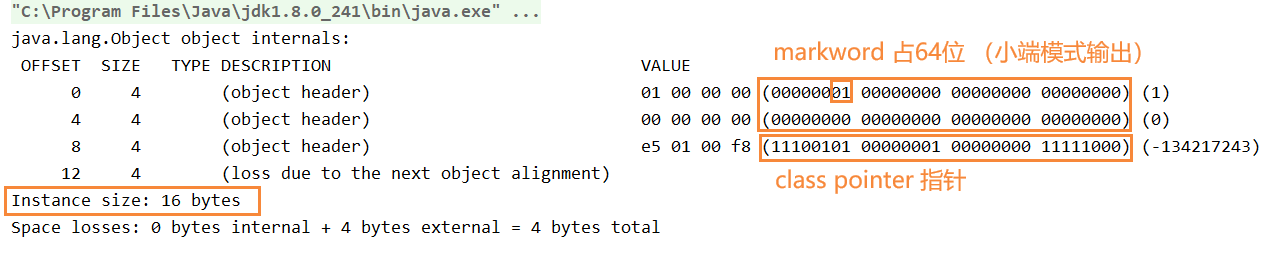 "C:\Program Files\Java\jdk1.8.0_241\bin\java.exe" ...
java.lang.Object object internals:
markword 占64位 （小端模式输出）
OFFSET SIZE TYPE DESCRIPTION VALUE
0 4 (object header) 01 00 00 00 (00000001 00000000 00000000 00000000) (1)
4 4 (object header) 00 00 00 00 (00000000 00000000 00000000 00000000) (0)
8 4 (object header) e5 01 00 f8 (11100101 00000001 00000000 11111000) (-134217243)
12 4 (loss due to the next object alignment)
class pointer 指针
Instance size: 16 bytes
Space losses: 0 bytes internal + 4 bytes external = 4 bytes total